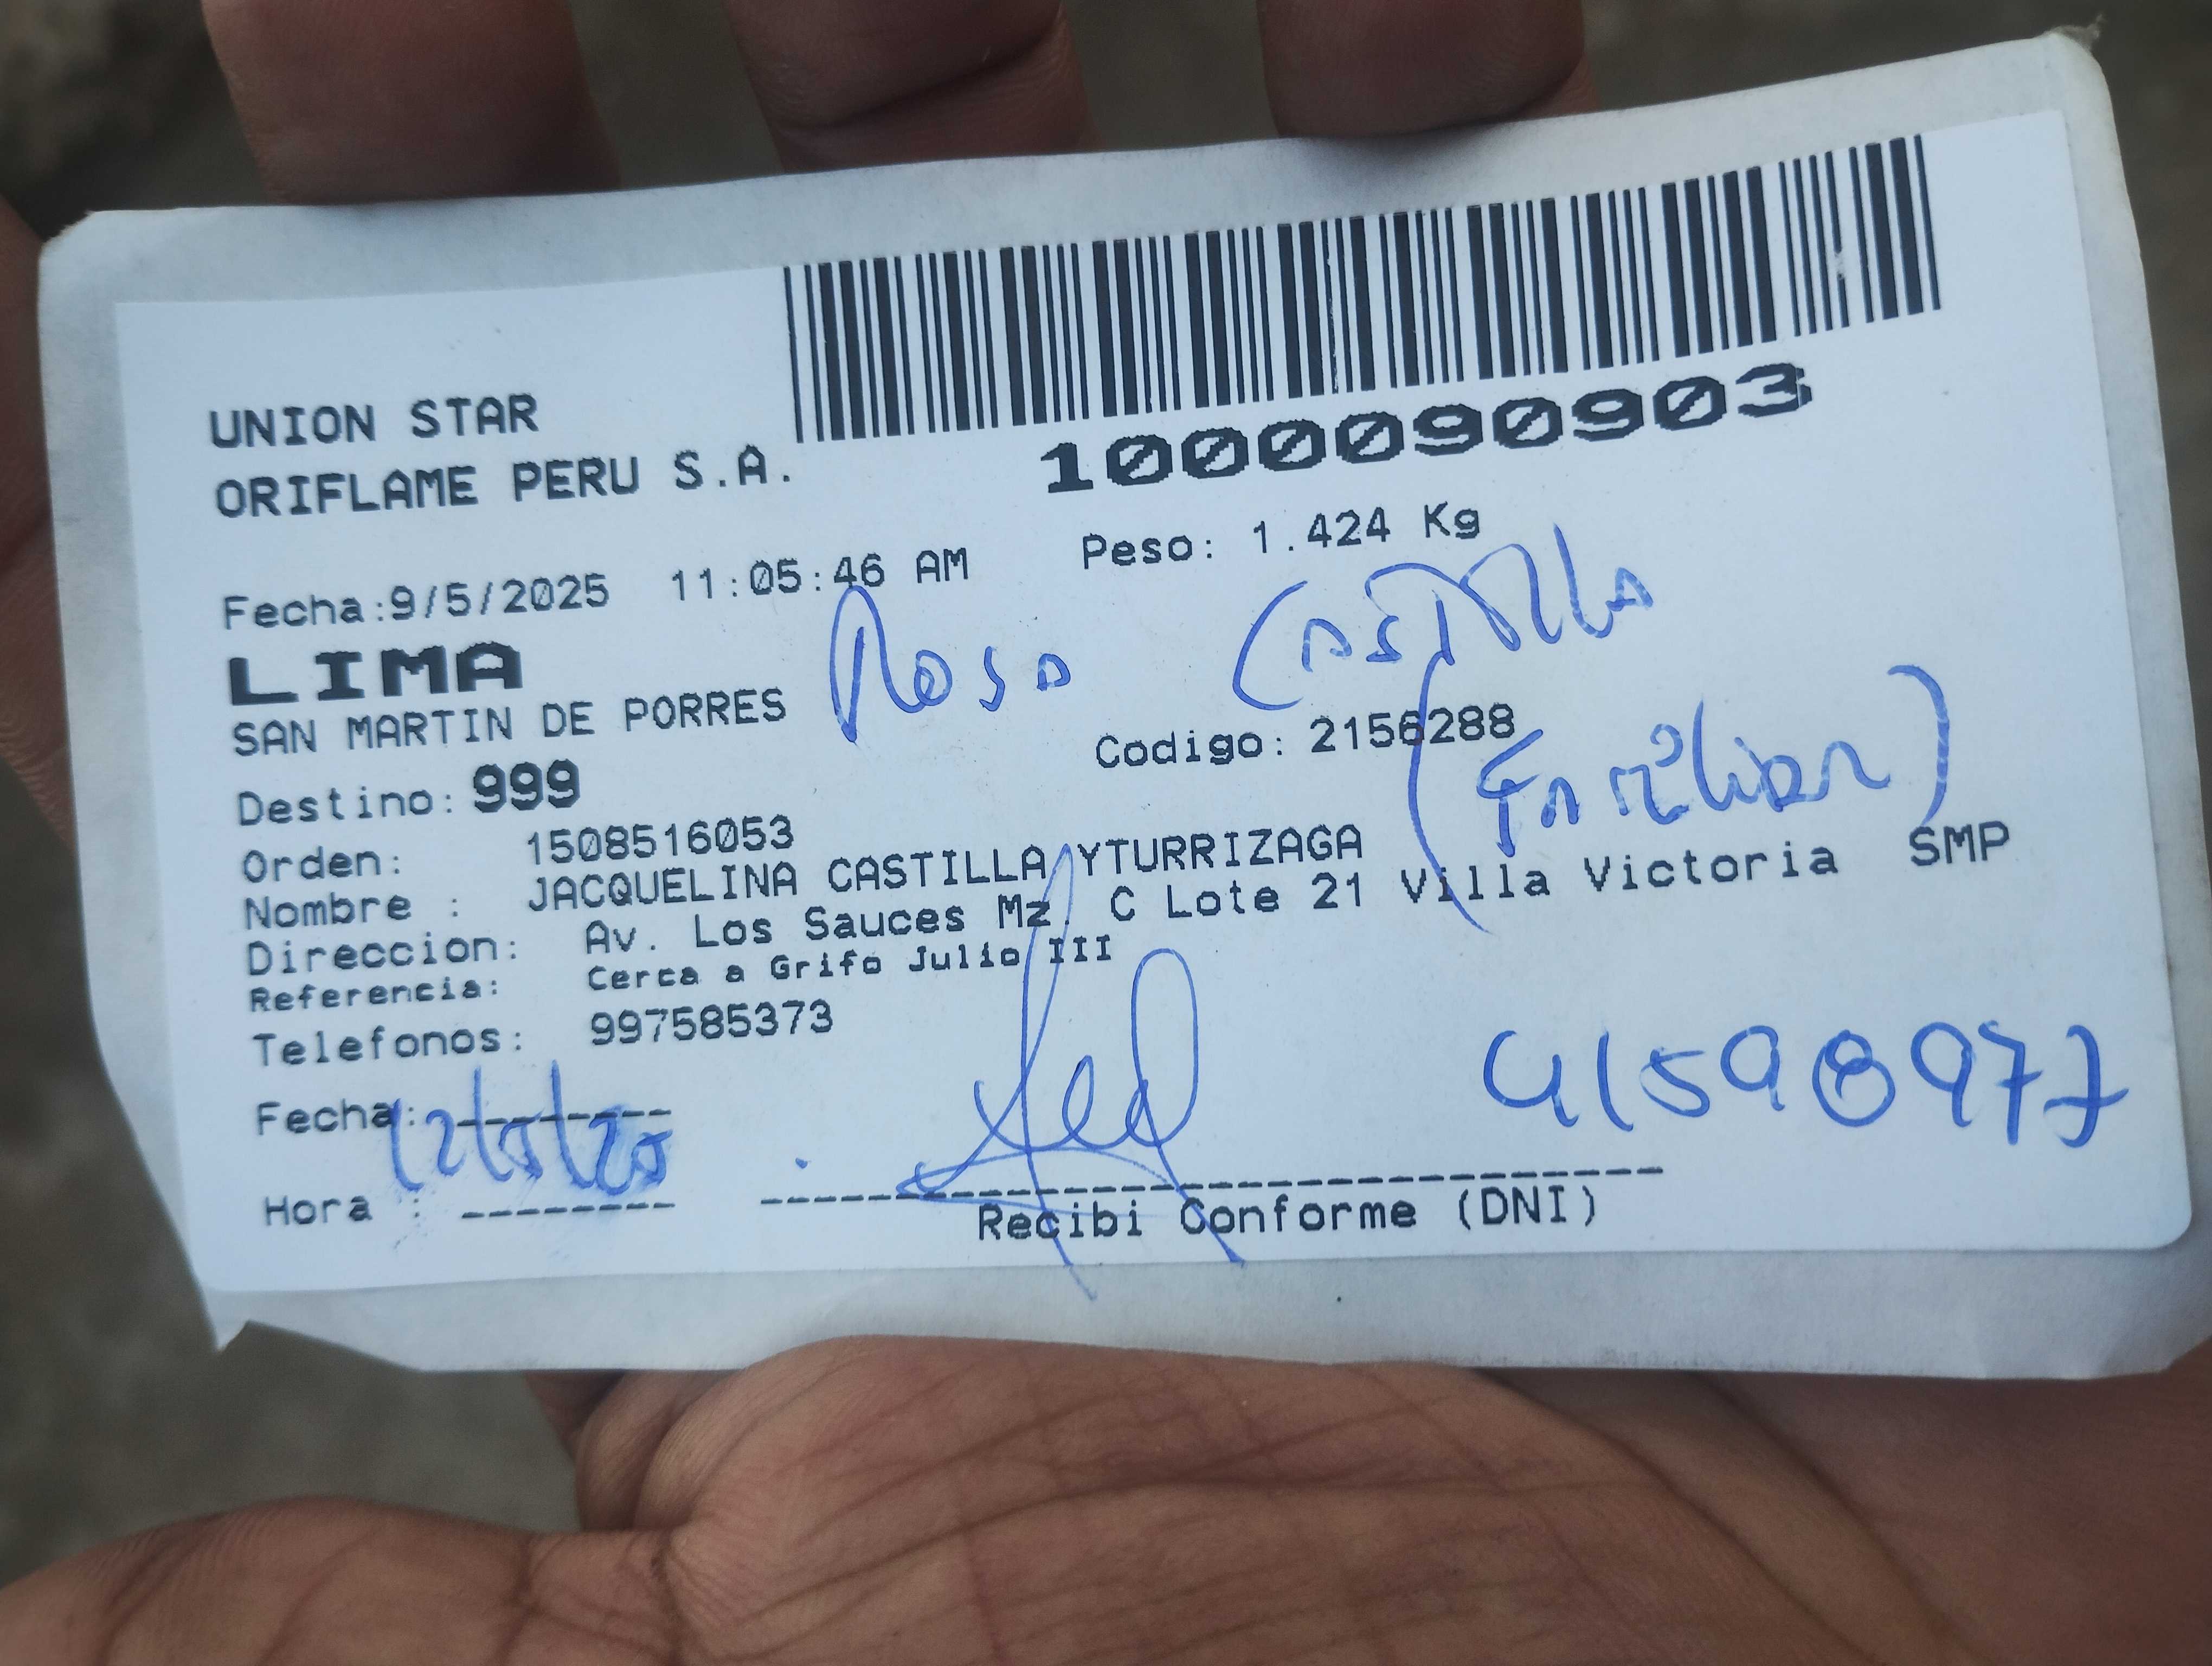 UNION STAR
ORIFLAME PERU S.A.
1000090903
Fecha:9/5/2025 11:05:46 AM Peso: 1.424 Kg
LIMA
Rosa Castilla
SAN MARTIN DE PORRES
Codigo: 2156288
(Familiar)
Destino: 999
Orden: 1508516053
Nombre : JACQUELINA CASTILLA YTURRIZAGA
Direccion: Av. Los Sauces Mz. C Lote 21 Villa Victoria SMP
Referencia: Cerca a Grifo Julio III
Telefonos: 997585373
Fecha: 12/5/25
41598977
Hora :
Recibi Conforme (DNI)